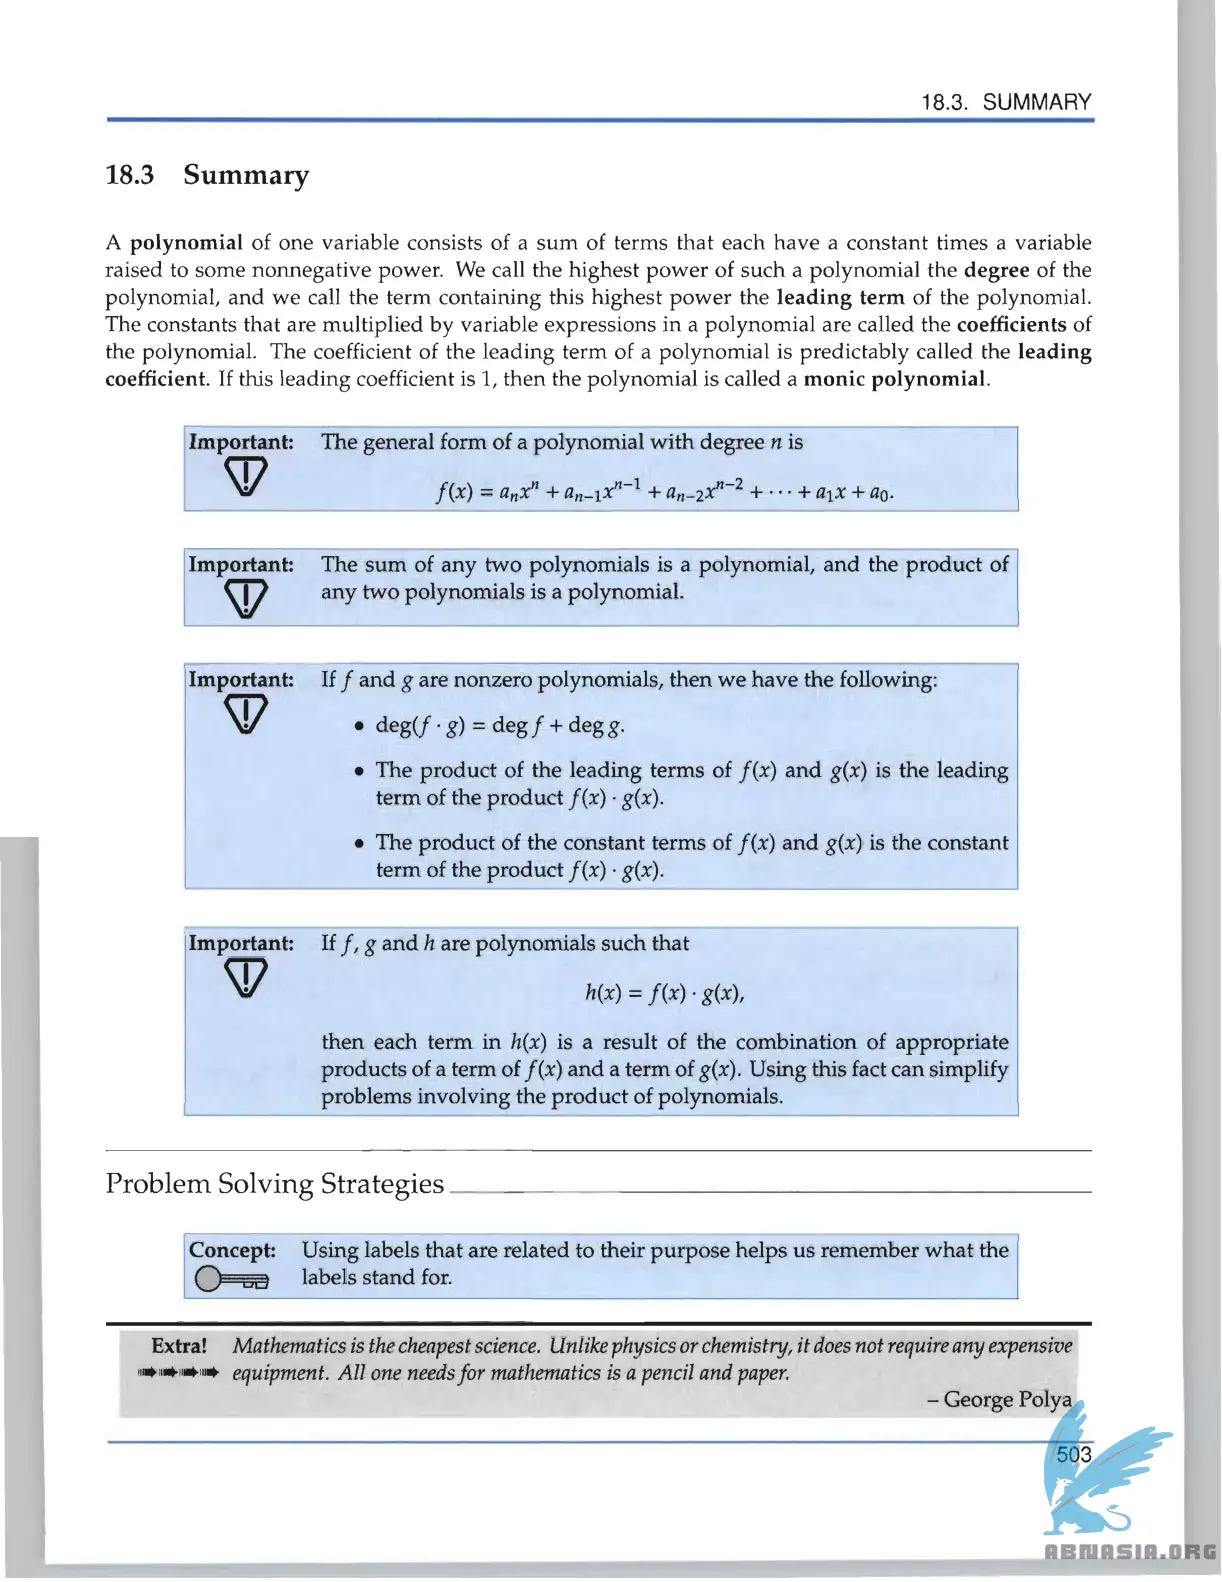 18.3. SUMMARY
18.3 Summary
A polynomial of one variable consists of a sum of terms that each have a constant times a variable
raised to some nonnegative power. We call the highest power of such a polynomial the degree of the
polynomial, and we call the term containing this highest power the leading term of the polynomial.
The constants that are multiplied by variable expressions in a polynomial are called the coefficients of
the polynomial. The coefficient of the leading term of a polynomial is predictably called the leading
coefficient. If this leading coefficient is 1, then the polynomial is called a monic polynomial.
Important: The general form of a polynomial with degree n is
f(x) = aₙxⁿ + aₙ₋₁xⁿ⁻¹ + aₙ₋₂xⁿ⁻² + ··· + a₁x + a₀.
Important: The sum of any two polynomials is a polynomial, and the product of
any two polynomials is a polynomial.
Important: If f and g are nonzero polynomials, then we have the following:
• deg(f · g) = deg f + deg g.
• The product of the leading terms of f(x) and g(x) is the leading
term of the product f(x) · g(x).
• The product of the constant terms of f(x) and g(x) is the constant
term of the product f(x) · g(x).
Important: If f, g and h are polynomials such that
h(x) = f(x) · g(x),
then each term in h(x) is a result of the combination of appropriate
products of a term of f(x) and a term of g(x). Using this fact can simplify
problems involving the product of polynomials.
Problem Solving Strategies
Concept: Using labels that are related to their purpose helps us remember what the
labels stand for.
Extra! Mathematics is the cheapest science. Unlike physics or chemistry, it does not require any expensive
equipment. All one needs for mathematics is a pencil and paper.
– George Polya
503
ABMASIA.ORG